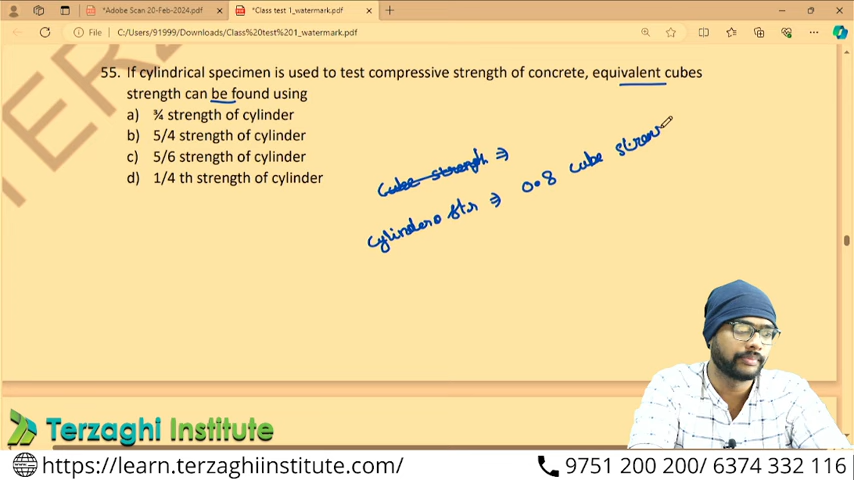 *Adobe Scan 20-Feb-2024.pdf
*Class test 1_watermark.pdf
File
C:/Users/91999/Downloads/Class%20test%201_watermark.pdf
55. If cylindrical specimen is used to test compressive strength of concrete, equivalent cubes
strength can be found using
a) ¾ strength of cylinder
b) 5/4 strength of cylinder
c) 5/6 strength of cylinder
d) 1/4 th strength of cylinder
cube strength ⇒
cylinder str ⇒ 0.8 cube stren
Terzaghi Institute
https://learn.terzaghiinstitute.com/
9751 200 200/ 6374 332 116